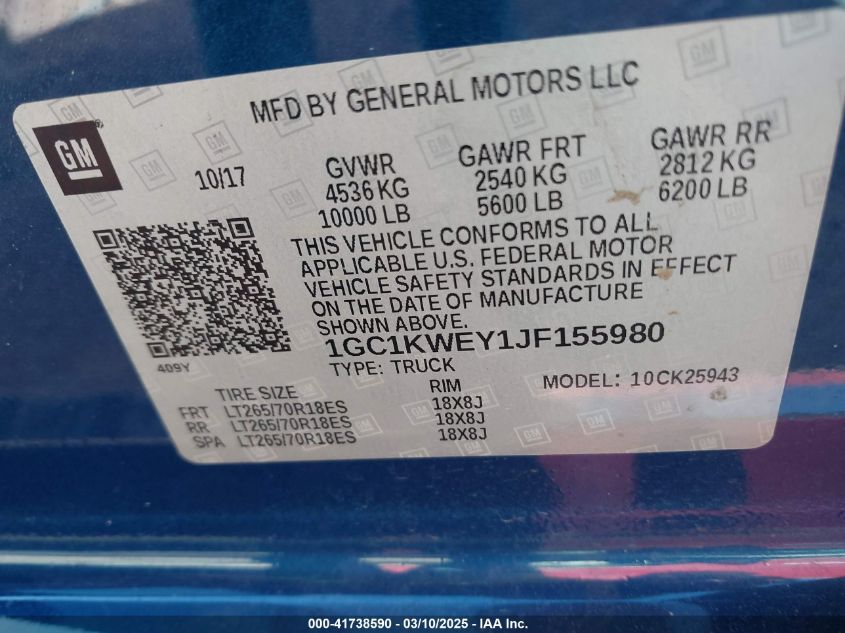 MFD BY GENERAL MOTORS LLC
GM
10/17
GVWR
4536 KG
10000 LB
GAWR FRT
2540 KG
5600 LB
GAWR RR
2812 KG
6200 LB
THIS VEHICLE CONFORMS TO ALL
APPLICABLE U.S. FEDERAL MOTOR
VEHICLE SAFETY STANDARDS IN EFFECT
ON THE DATE OF MANUFACTURE
SHOWN ABOVE.
409Y
1GC1KWEY1JF155980
TYPE: TRUCK
MODEL: 10CK25943
TIRE SIZE RIM
FRT LT265/70R18ES 18X8J
RR LT265/70R18ES 18X8J
SPA LT265/70R18ES 18X8J
000-41738590 - 03/10/2025 - IAA Inc.